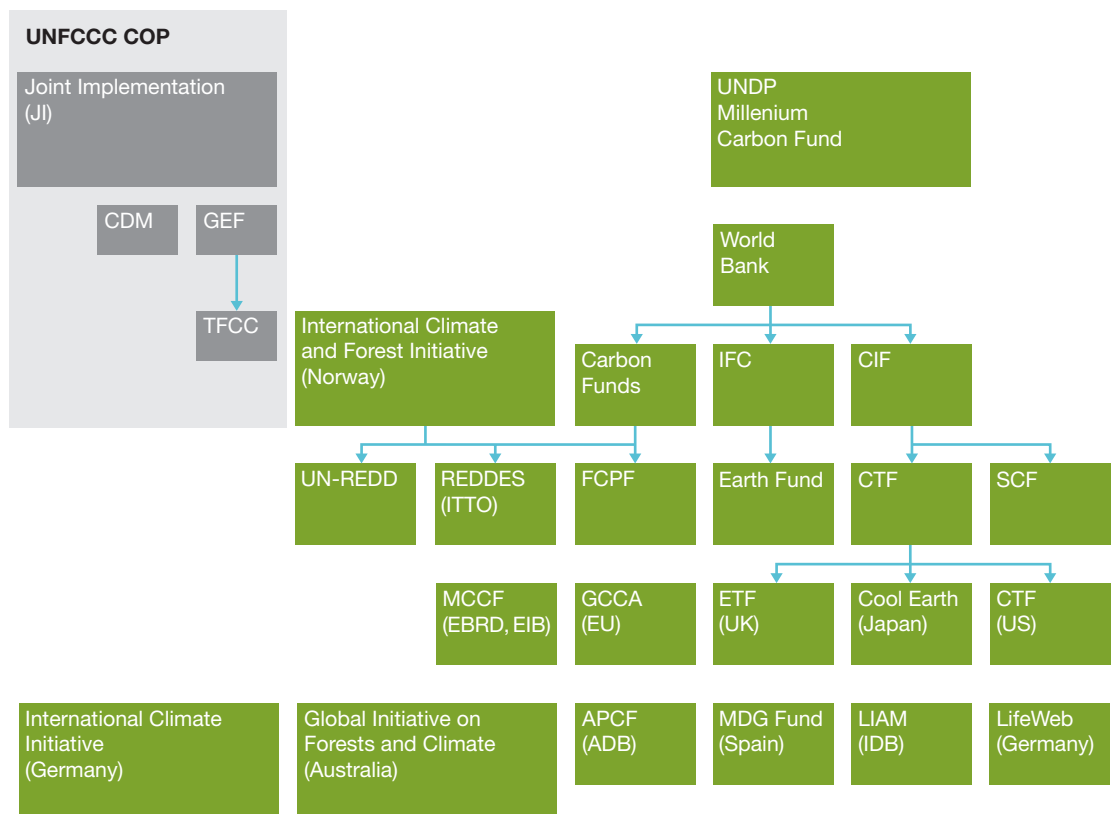 UNFCCC COP
Joint Implementation
(JI)
UNDP
Millenium
Carbon Fund
CDM
GEF
World
Bank
TFCC
International Climate
and Forest Initiative
(Norway)
Carbon
Funds
IFC
CIF
UN-REDD
REDDES
(ITTO)
FCPF
Earth Fund
CTF
SCF
MCCF
(EBRD, EIB)
GCCA
(EU)
ETF
(UK)
Cool Earth
(Japan)
CTF
(US)
International Climate
Initiative
(Germany)
Global Initiative on
Forests and Climate
(Australia)
APCF
(ADB)
MDG Fund
(Spain)
LIAM
(IDB)
LifeWeb
(Germany)